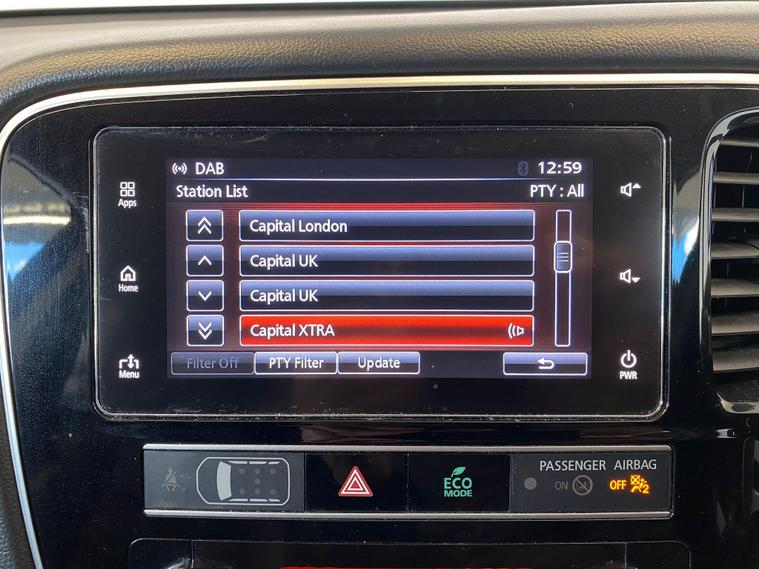 DAB 12:59
Station List PTY : All
Apps
Capital London
Capital UK
Home
Capital UK
Capital XTRA
Menu
PWR
Filter Off PTY Filter Update
PASSENGER AIRBAG
ECO
MODE
ON OFF 2